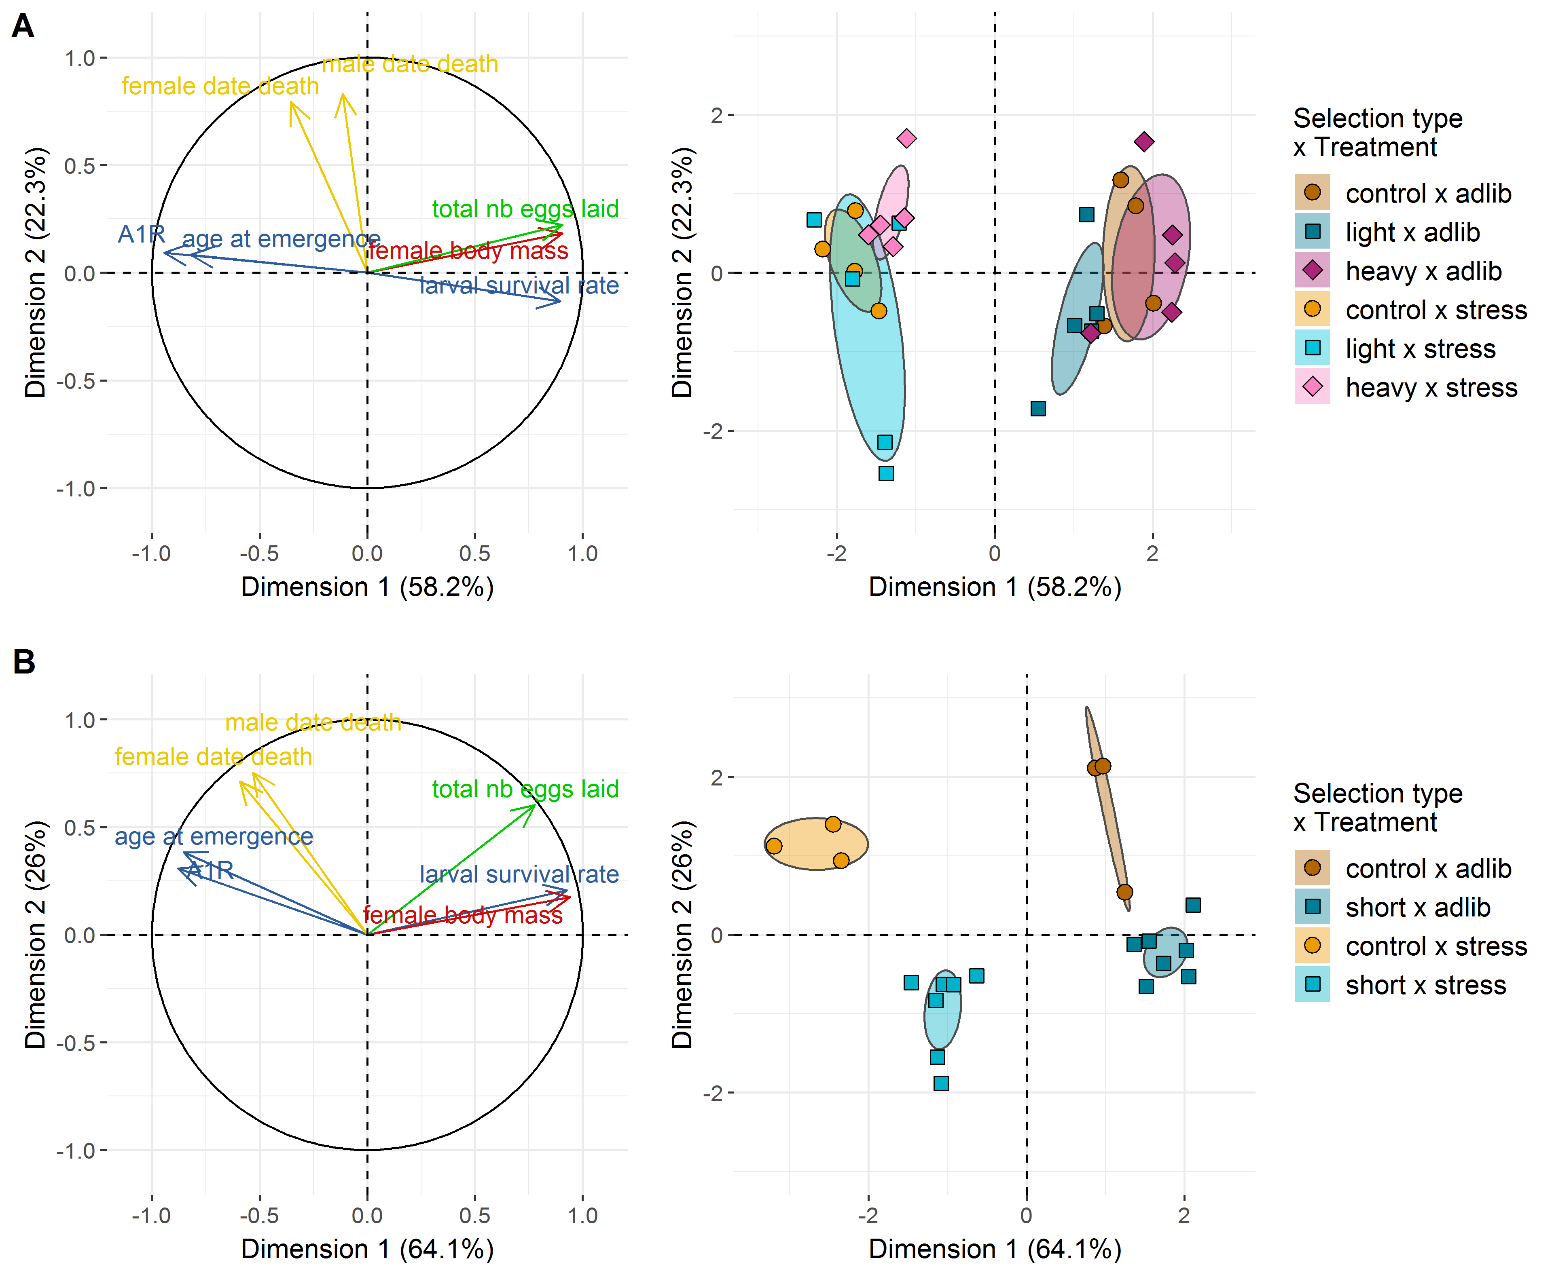 A
Dimension 2 (22.3%)
1.0
0.5
0.0
-0.5
-1.0
male date death
female date death
total nb eggs laid
A1R
age at emergence
female body mass
larval survival rate
-1.0
-0.5
0.0
0.5
1.0
Dimension 1 (58.2%)
Dimension 2 (22.3%)
2
0
-2
-2
0
2
Dimension 1 (58.2%)
Selection type
x Treatment
control x adlib
light x adlib
heavy x adlib
control x stress
light x stress
heavy x stress
B
Dimension 2 (26%)
1.0
0.5
0.0
-0.5
-1.0
male date death
female date death
total nb eggs laid
age at emergence
A1R
larval survival rate
female body mass
-1.0
-0.5
0.0
0.5
1.0
Dimension 1 (64.1%)
Dimension 2 (26%)
2
0
-2
-2
0
2
Dimension 1 (64.1%)
Selection type
x Treatment
control x adlib
short x adlib
control x stress
short x stress